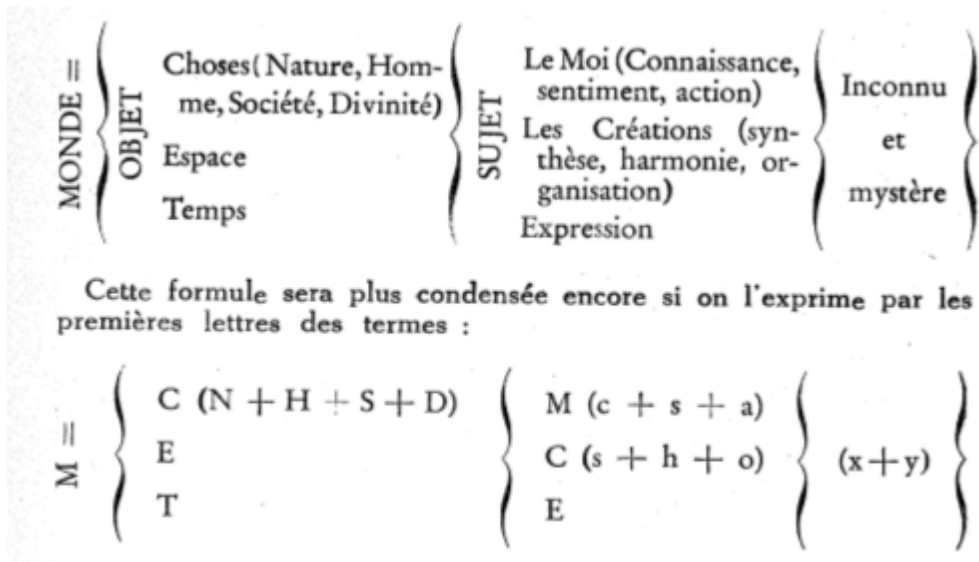 MONDE =
OBJET
Choses (Nature, Hom-
me, Société, Divinité)
Espace
Temps
SUJET
Le Moi (Connaissance,
sentiment, action)
Les Créations (syn-
thèse, harmonie, or-
ganisation)
Expression
Inconnu
et
mystère
Cette formule sera plus condensée encore si on l'exprime par les
premières lettres des termes :
M =
C (N + H + S + D)
E
T
M (c + s + a)
C (s + h + o)
E
(x+y)